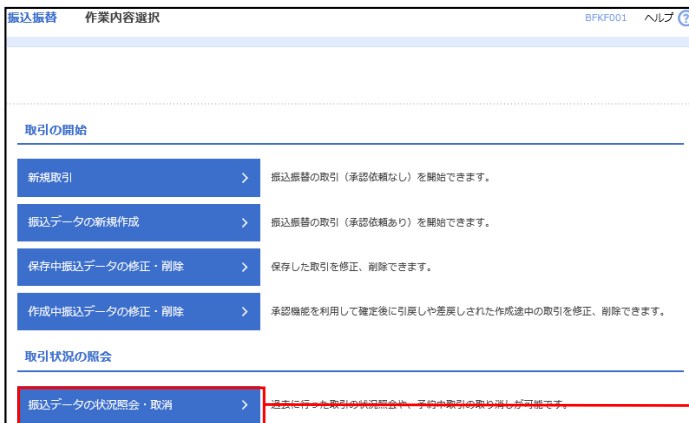 振込振替 作業内容選択 BFKF001 ヘルプ ?
取引の開始
新規取引 > 振込振替の取引（承認依頼なし）を開始できます。
振込データの新規作成 > 振込振替の取引（承認依頼あり）を開始できます。
保存中振込データの修正・削除 > 保存した取引を修正、削除できます。
作成中振込データの修正・削除 > 承認機能を利用して確定後に引戻しや差戻しされた作成途中の取引を修正、削除できます。
取引状況の照会
振込データの状況照会・取消 > 過去に行った取引の状況照会や、予約中取引の取り消しが可能です。